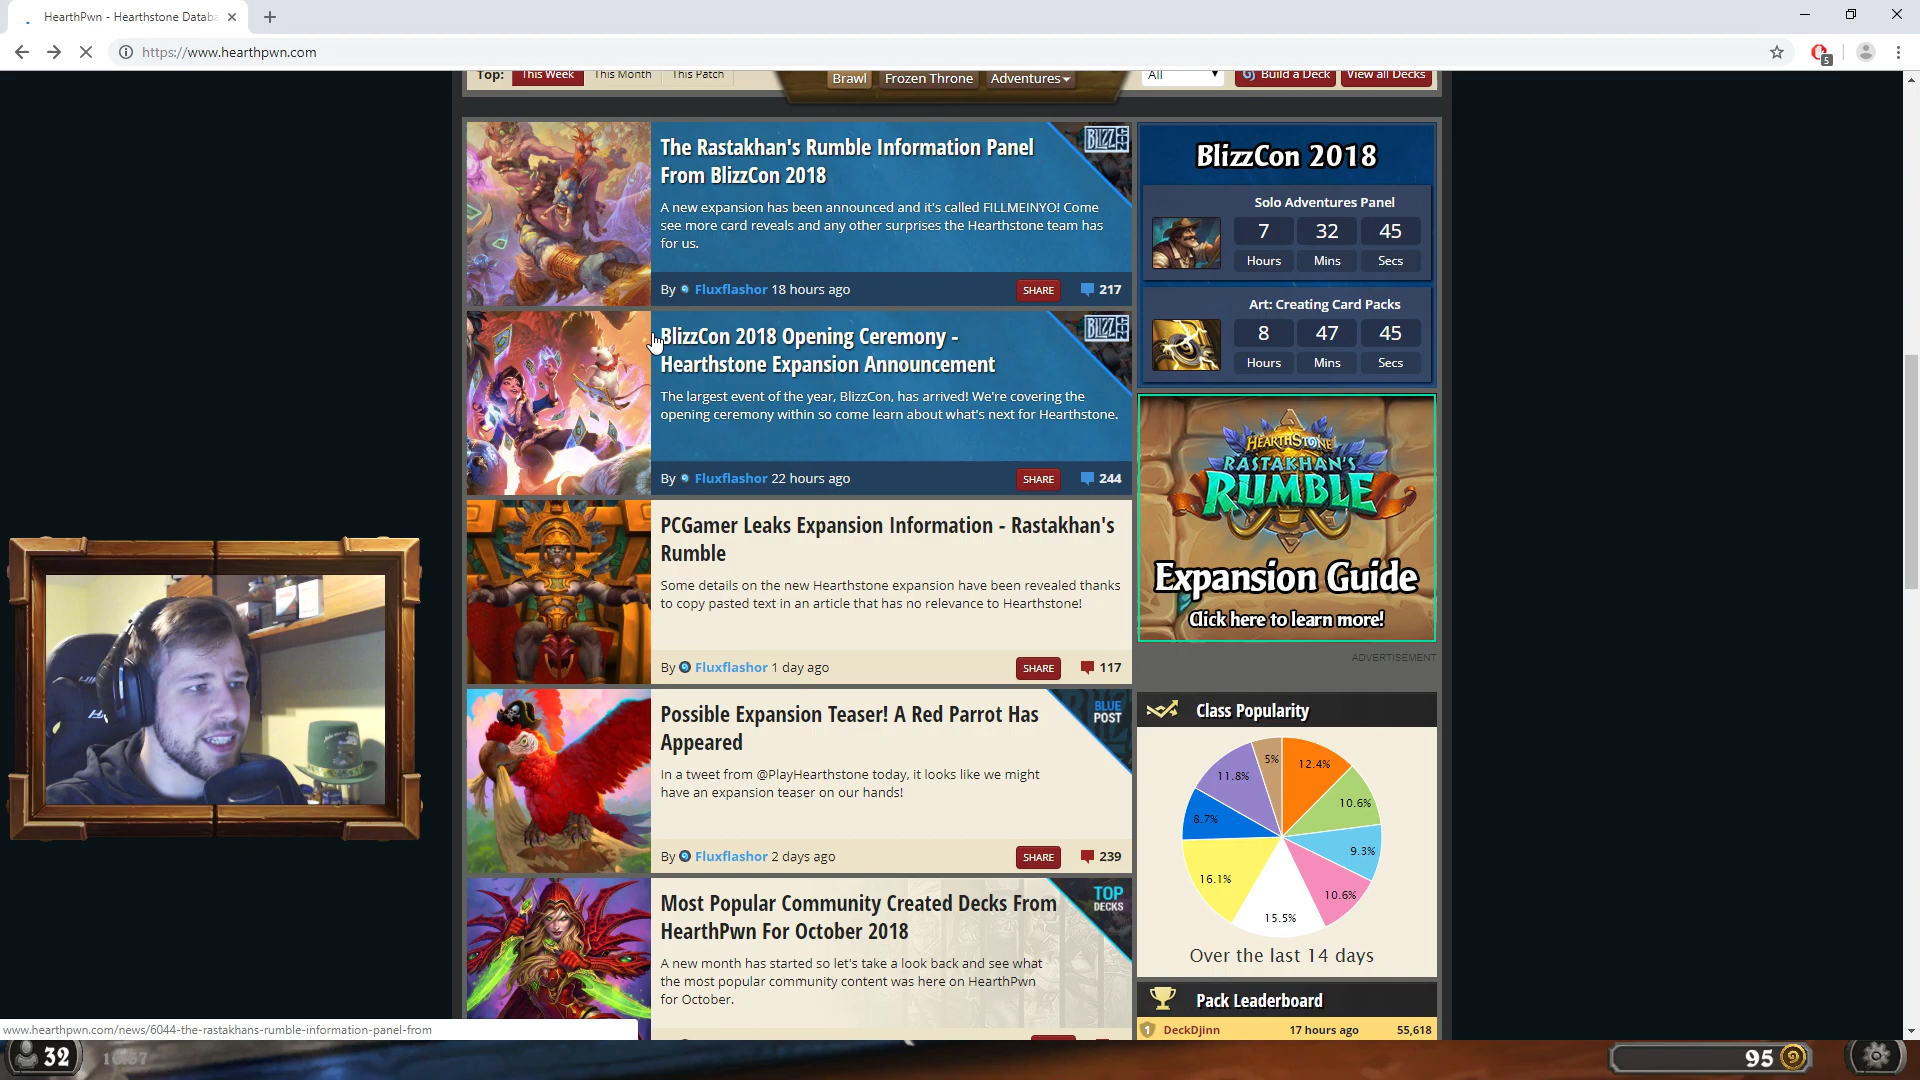 HearthPwn - Hearthstone Databa
https://www.hearthpwn.com
5
Top: This Week This Month This Patch
Brawl Frozen Throne Adventures
All
Build a Deck
View all Decks
The Rastakhan's Rumble Information Panel
From BlizzCon 2018
BLIZZ
CON
A new expansion has been announced and it's called FILLMEINYO! Come
see more card reveals and any other surprises the Hearthstone team has
for us.
By Fluxflashor 18 hours ago
SHARE
217
BlizzCon 2018 Opening Ceremony -
Hearthstone Expansion Announcement
BLIZZ
CON
The largest event of the year, BlizzCon, has arrived! We're covering the
opening ceremony within so come learn about what's next for Hearthstone.
By Fluxflashor 22 hours ago
SHARE
244
PCGamer Leaks Expansion Information - Rastakhan's
Rumble
Some details on the new Hearthstone expansion have been revealed thanks
to copy pasted text in an article that has no relevance to Hearthstone!
By Fluxflashor 1 day ago
SHARE
117
Possible Expansion Teaser! A Red Parrot Has
Appeared
BLUE
POST
In a tweet from @PlayHearthstone today, it looks like we might
have an expansion teaser on our hands!
By Fluxflashor 2 days ago
SHARE
239
Most Popular Community Created Decks From
HearthPwn For October 2018
TOP
DECKS
A new month has started so let's take a look back and see what
the most popular community content was here on HearthPwn
for October.
BlizzCon 2018
Solo Adventures Panel
7 32 45
Hours Mins Secs
Art: Creating Card Packs
8 47 45
Hours Mins Secs
HEARTHSTONE
RASTAKHAN'S
RUMBLE
Expansion Guide
Click here to learn more!
ADVERTISEMENT
Class Popularity
5%
12.4%
11.8%
10.6%
8.7%
9.3%
16.1%
10.6%
15.5%
Over the last 14 days
Pack Leaderboard
1 DeckDjinn 17 hours ago 55,618
www.hearthpwn.com/news/6044-the-rastakhans-rumble-information-panel-from
32
95